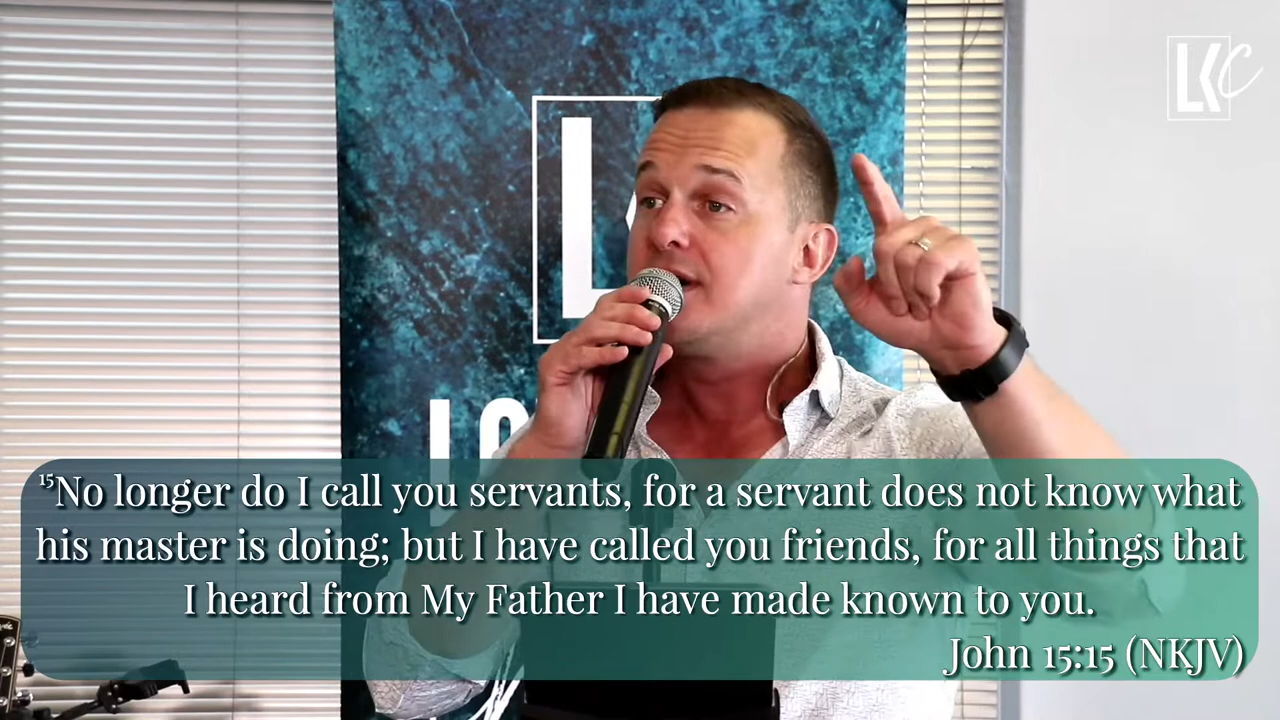 LKC
L
LO
¹⁵No longer do I call you servants, for a servant does not know what
his master is doing; but I have called you friends, for all things that
I heard from My Father I have made known to you.
John 15:15 (NKJV)